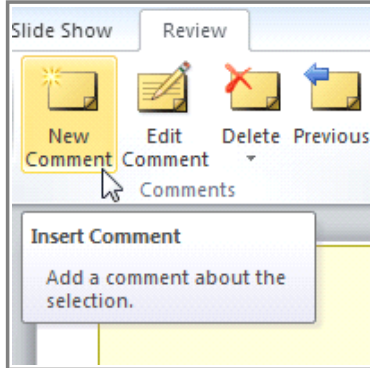 Slide Show Review
New Edit Delete Previous
Comment Comment
Comments
Insert Comment
Add a comment about the
selection.